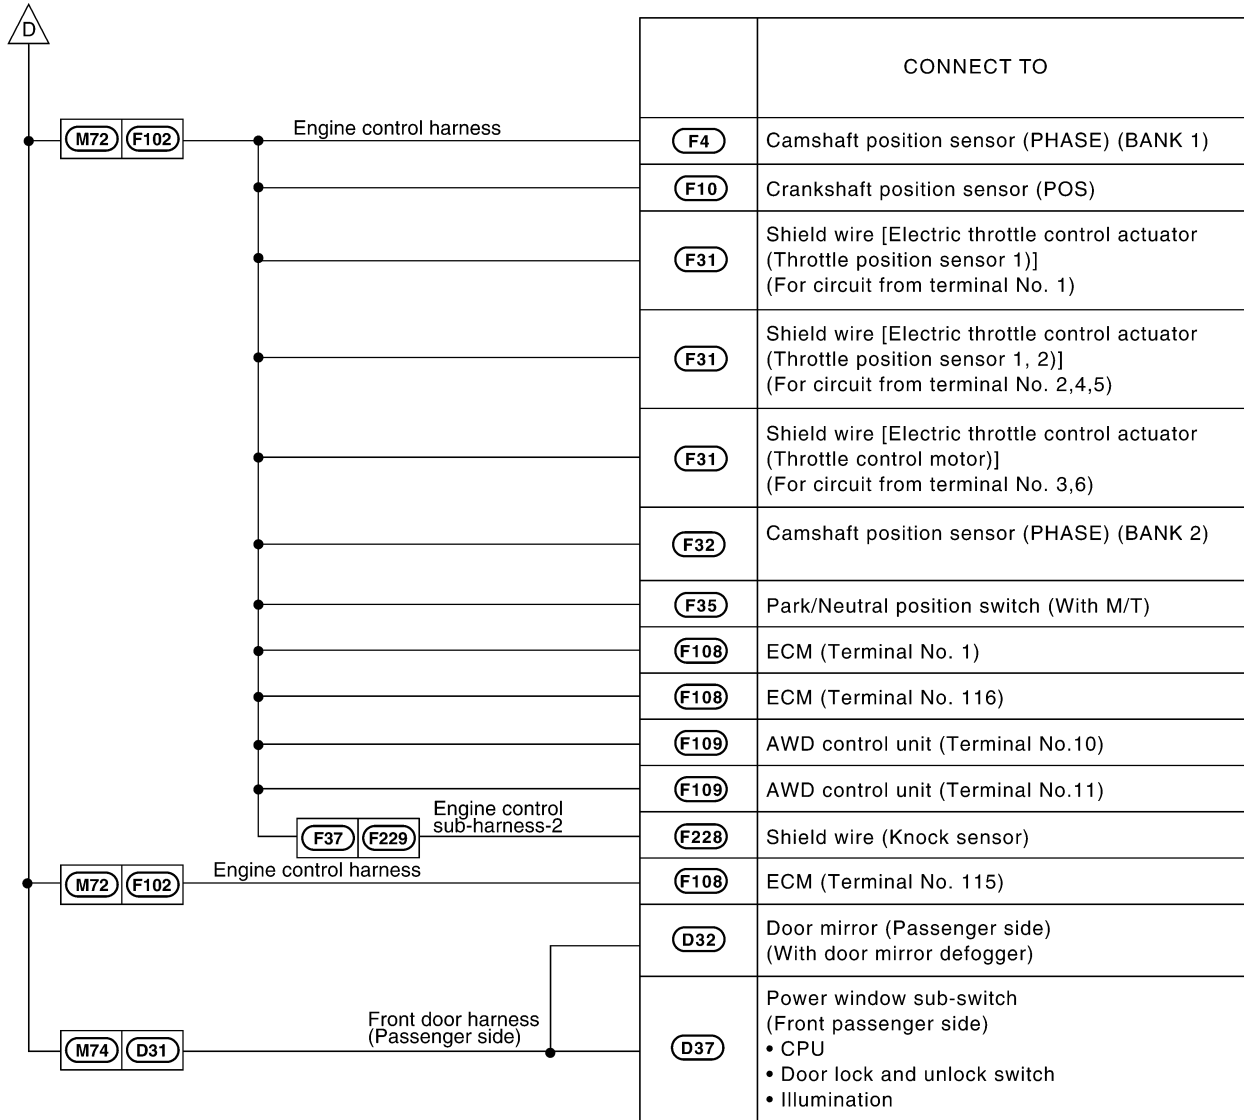 D
CONNECT TO
M72 F102
Engine control harness
F4
Camshaft position sensor (PHASE) (BANK 1)
F10
Crankshaft position sensor (POS)
F31
Shield wire [Electric throttle control actuator
(Throttle position sensor 1)]
(For circuit from terminal No. 1)
F31
Shield wire [Electric throttle control actuator
(Throttle position sensor 1, 2)]
(For circuit from terminal No. 2,4,5)
F31
Shield wire [Electric throttle control actuator
(Throttle control motor)]
(For circuit from terminal No. 3,6)
F32
Camshaft position sensor (PHASE) (BANK 2)
F35
Park/Neutral position switch (With M/T)
F108
ECM (Terminal No. 1)
F108
ECM (Terminal No. 116)
F109
AWD control unit (Terminal No.10)
F109
AWD control unit (Terminal No.11)
F37 F229
Engine control
sub-harness-2
F228
Shield wire (Knock sensor)
M72 F102
Engine control harness
F108
ECM (Terminal No. 115)
D32
Door mirror (Passenger side)
(With door mirror defogger)
M74 D31
Front door harness
(Passenger side)
D37
Power window sub-switch
(Front passenger side)
• CPU
• Door lock and unlock switch
• Illumination